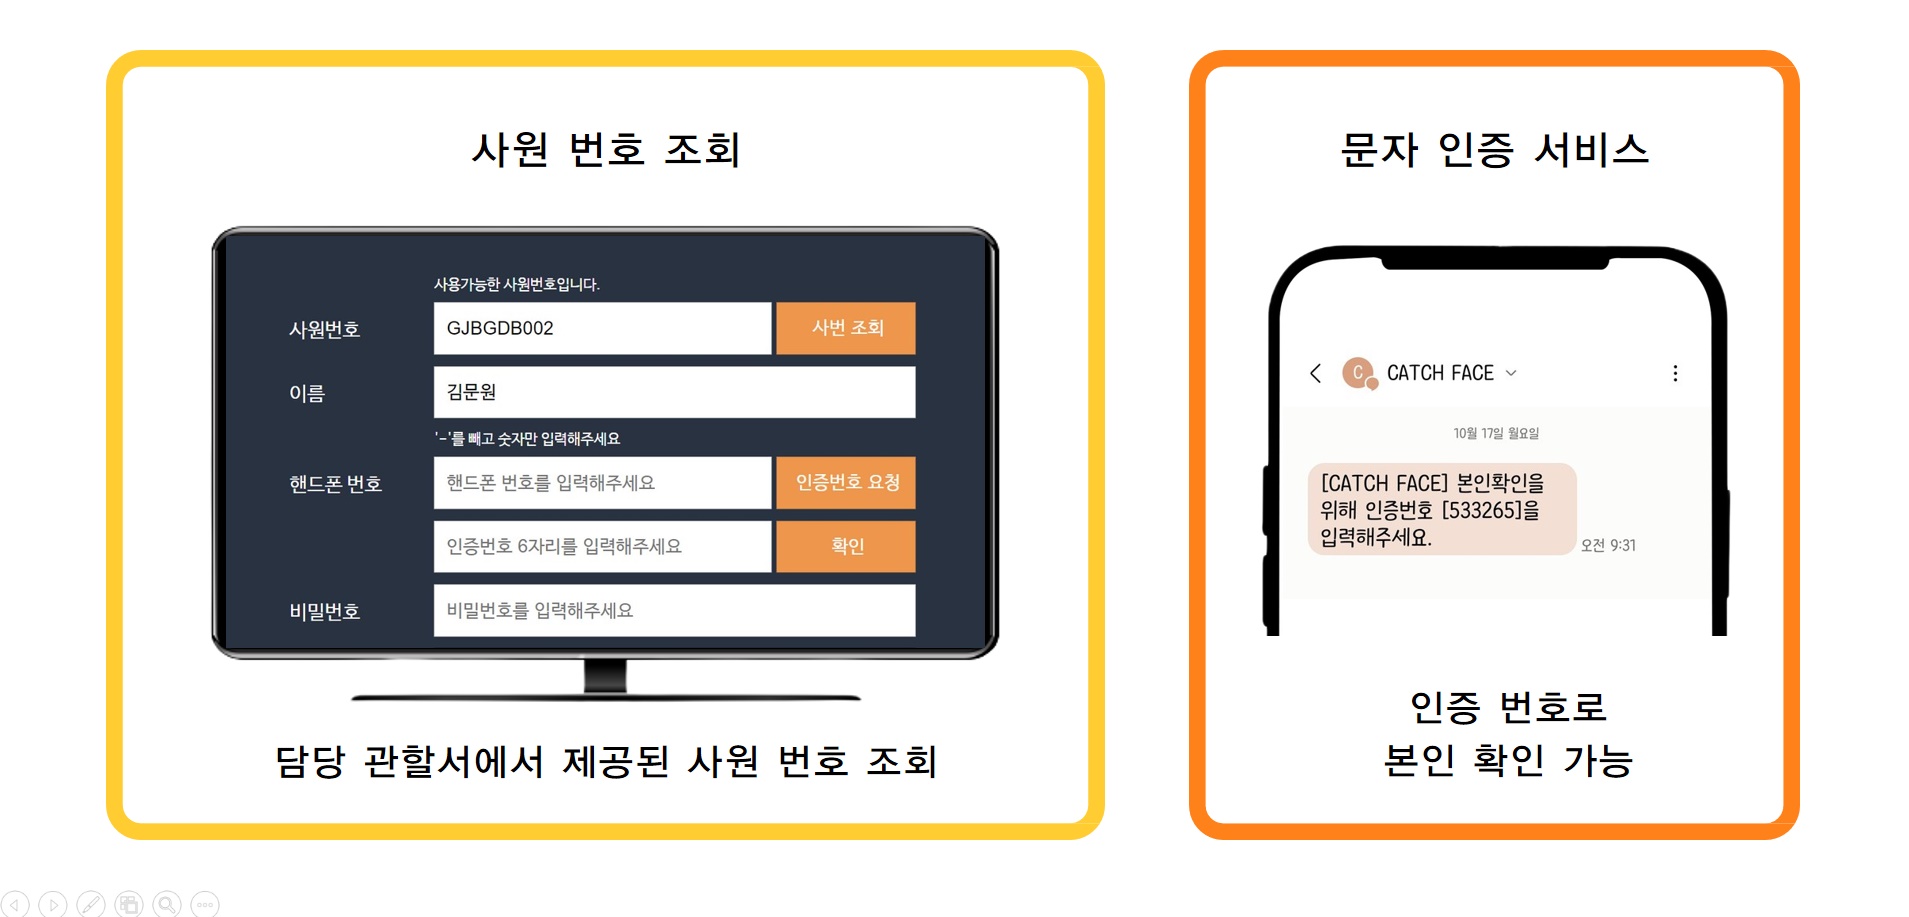 사원 번호 조회
사용가능한 사원번호입니다.
사원번호
GJBGDB002
사번 조회
이름
김문원
'-'를 빼고 숫자만 입력해주세요
핸드폰 번호
핸드폰 번호를 입력해주세요
인증번호 요청
인증번호 6자리를 입력해주세요
확인
비밀번호
비밀번호를 입력해주세요
담당 관할서에서 제공된 사원 번호 조회
문자 인증 서비스
C
CATCH FACE
10월 17일 월요일
[CATCH FACE] 본인확인을
위해 인증번호 [533265]을
입력해주세요.
오전 9:31
인증 번호로
본인 확인 가능